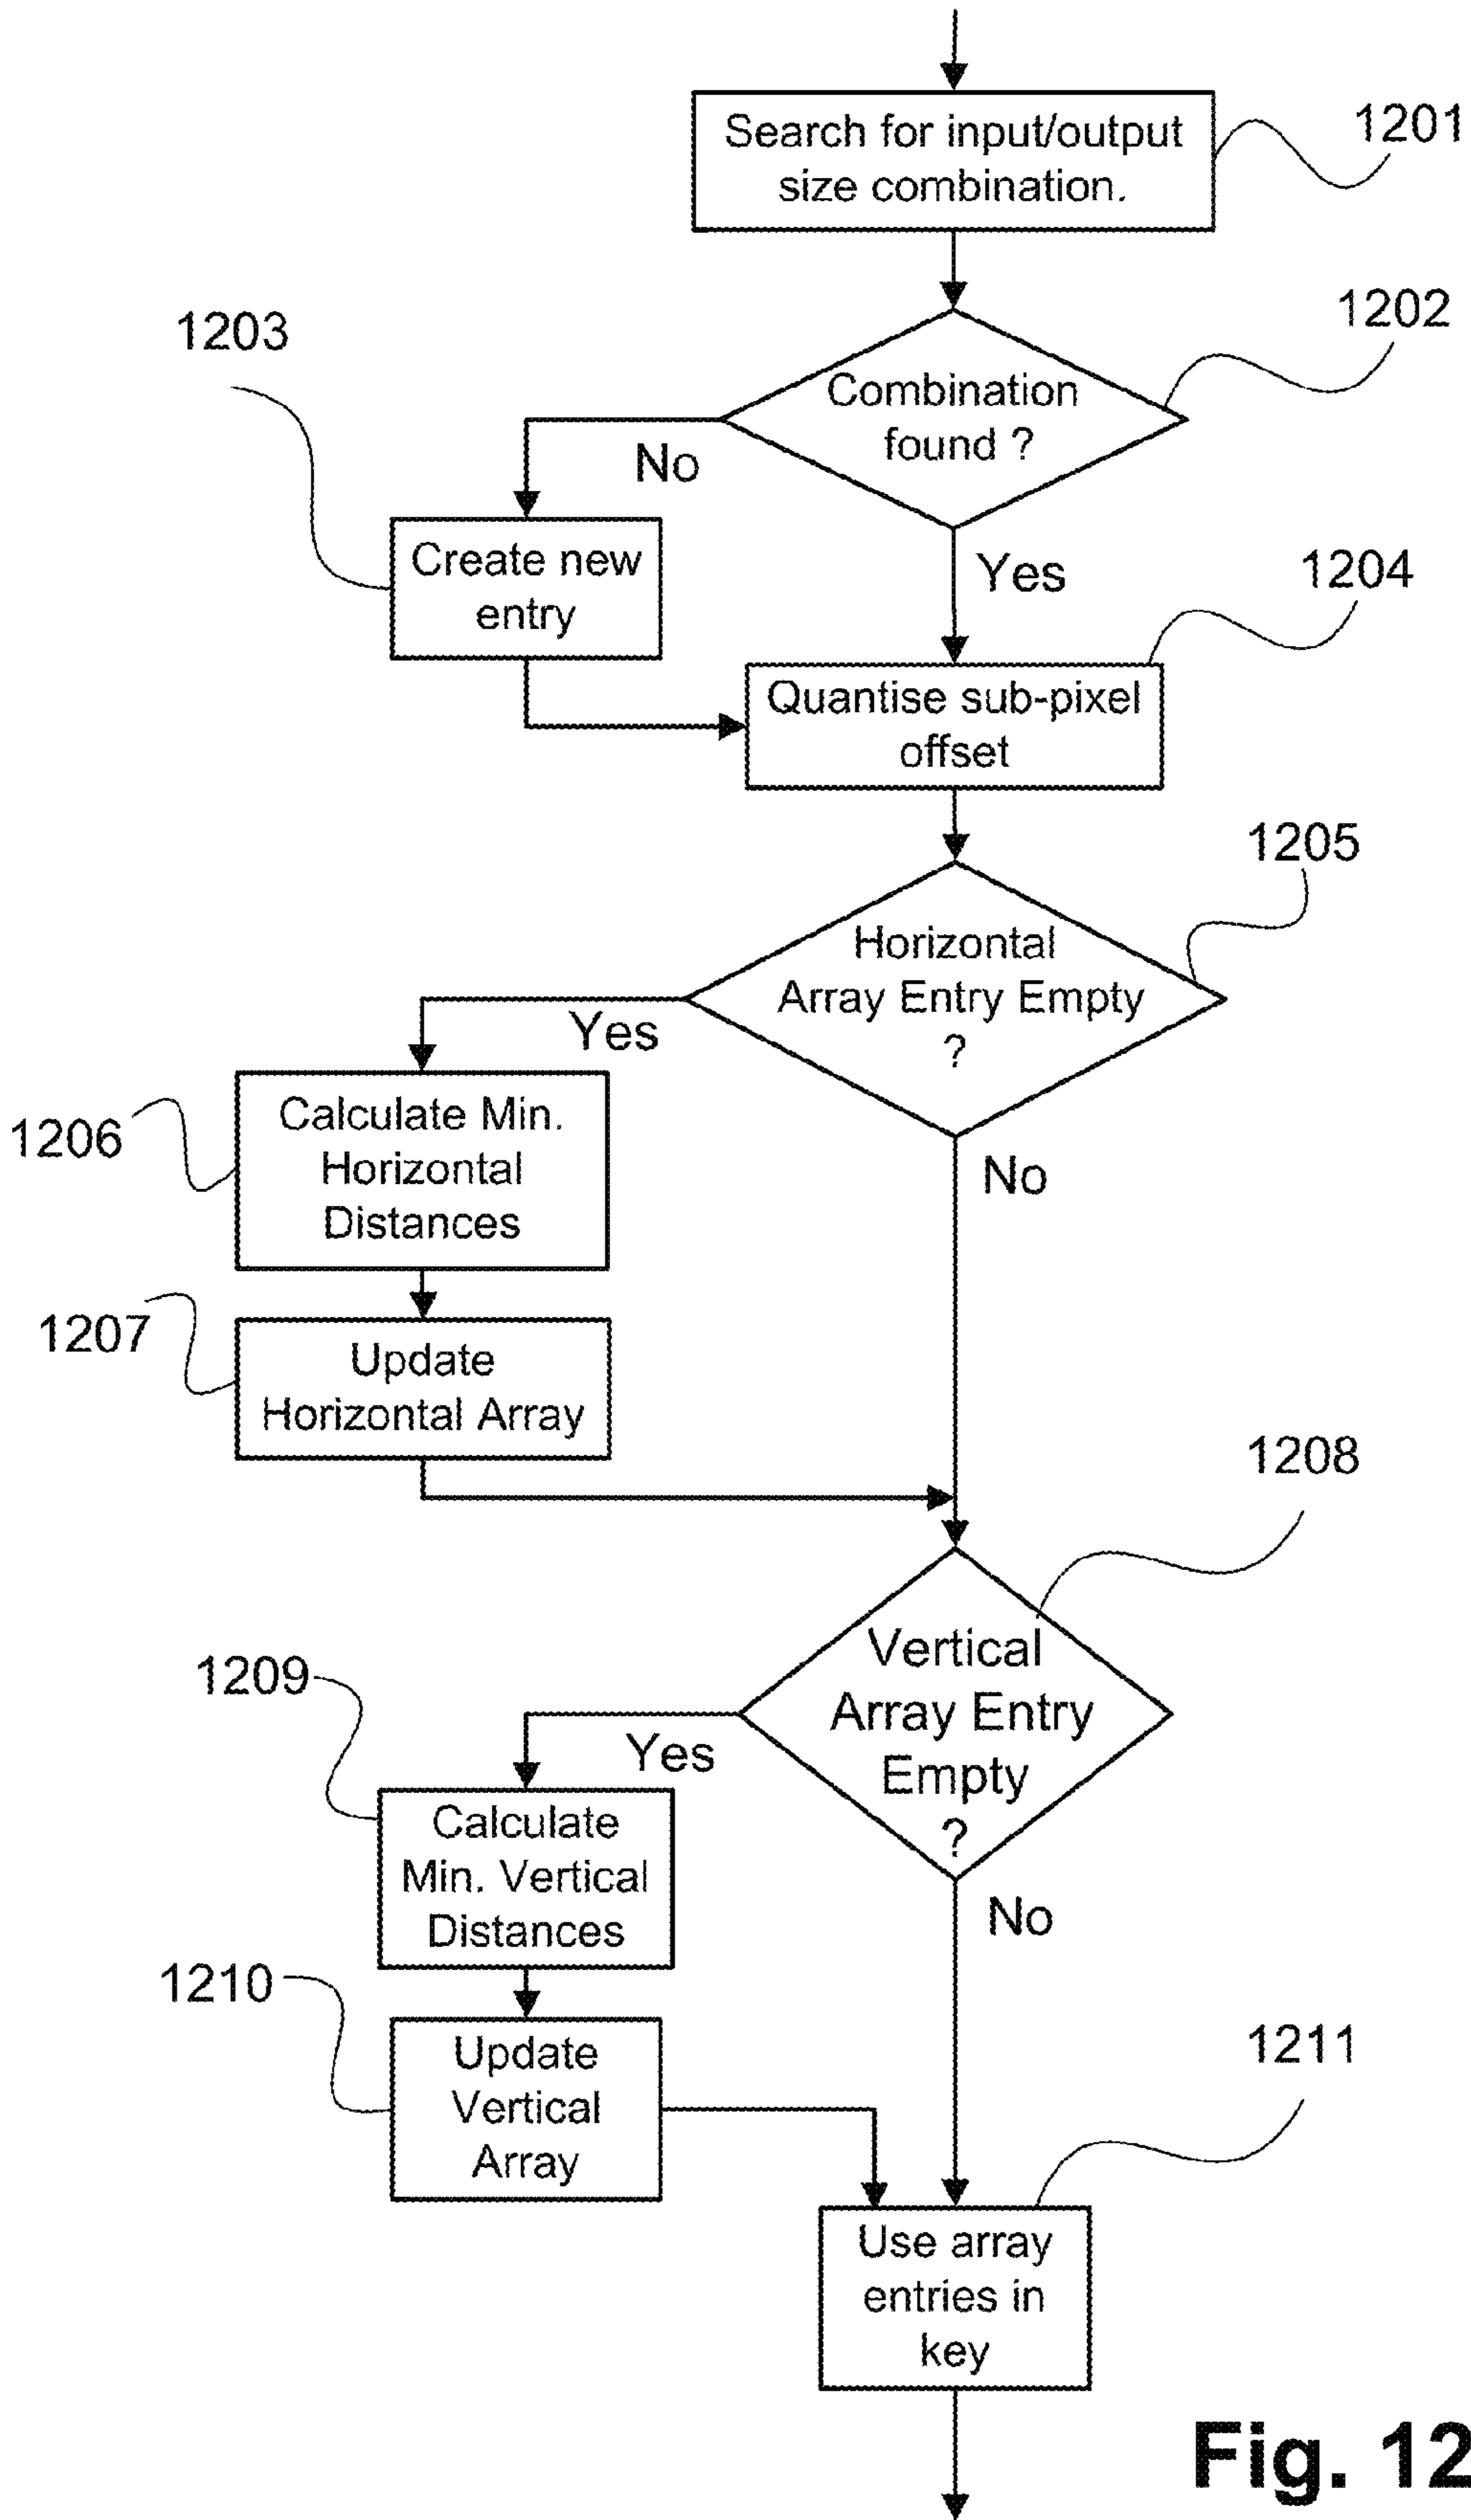 Search for input/output
size combination.
1201
1202
1203
Combination
found ?
No
Create new
entry
Yes
1204
Quantise sub-pixel
offset
1205
Horizontal
Array Entry Empty
?
Yes
1206
Calculate Min.
Horizontal
Distances
No
1207
Update
Horizontal Array
1208
Vertical
Array Entry
Empty
?
1209
Yes
Calculate
Min. Vertical
Distances
No
1210
Update
Vertical
Array
1211
Use array
entries in
key
Fig. 12